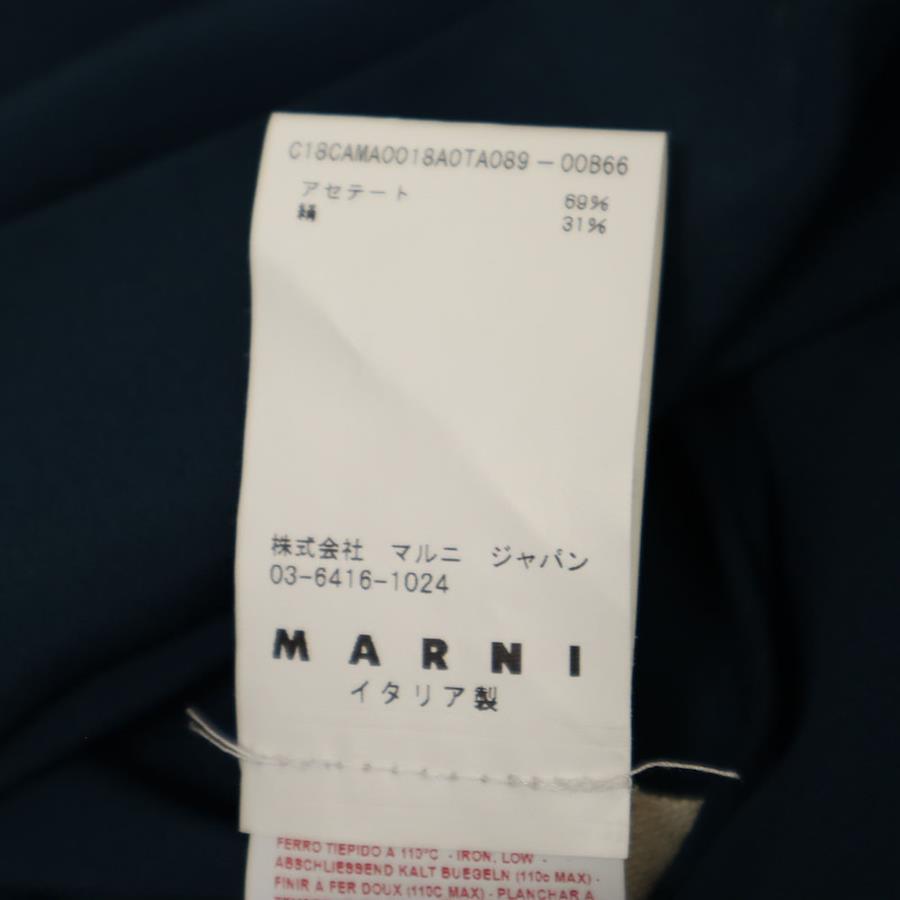 C18CAMA0018A0TA089-00B66
アセテート 69%
絹 31%
株式会社 マルニ ジャパン
03-6416-1024
MARNI
イタリア製
FERRO TIEPIDO A 110°C - IRON, LOW -
ABSCHLIESSEND KALT BUEGELN (110c MAX) -
FINIR A FER DOUX (110C MAX) - PLANCHAR A